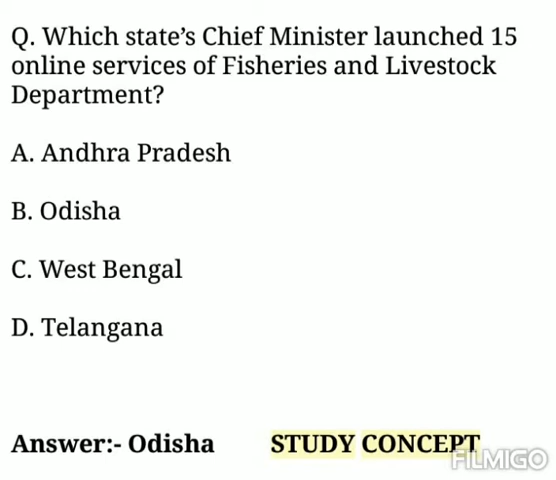 Q. Which state’s Chief Minister launched 15
online services of Fisheries and Livestock
Department?
A. Andhra Pradesh
B. Odisha
C. West Bengal
D. Telangana
Answer:- Odisha STUDY CONCEPT
FILMIGO